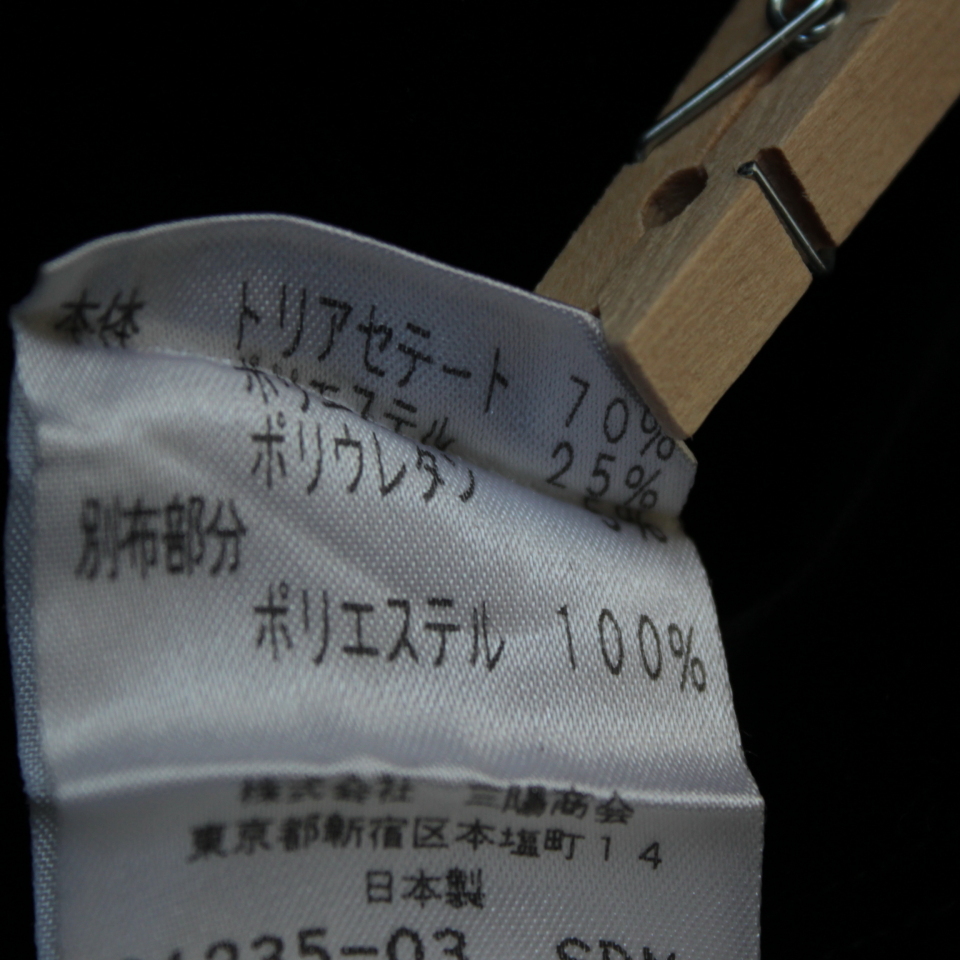 本体 トリアセテート 70%
ポリエステル 25%
ポリウレタン 5%
別布部分
ポリエステル 100%
株式会社 三陽商会
東京都新宿区本塩町14
日本製
235-03